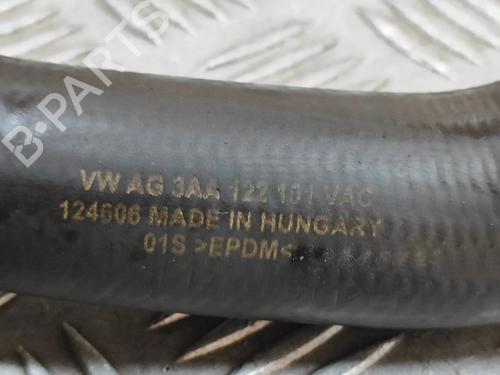 B-PARTS
VW AG 3AA 122 101 VAC
124606 MADE IN HUNGARY
01S >EPDM<